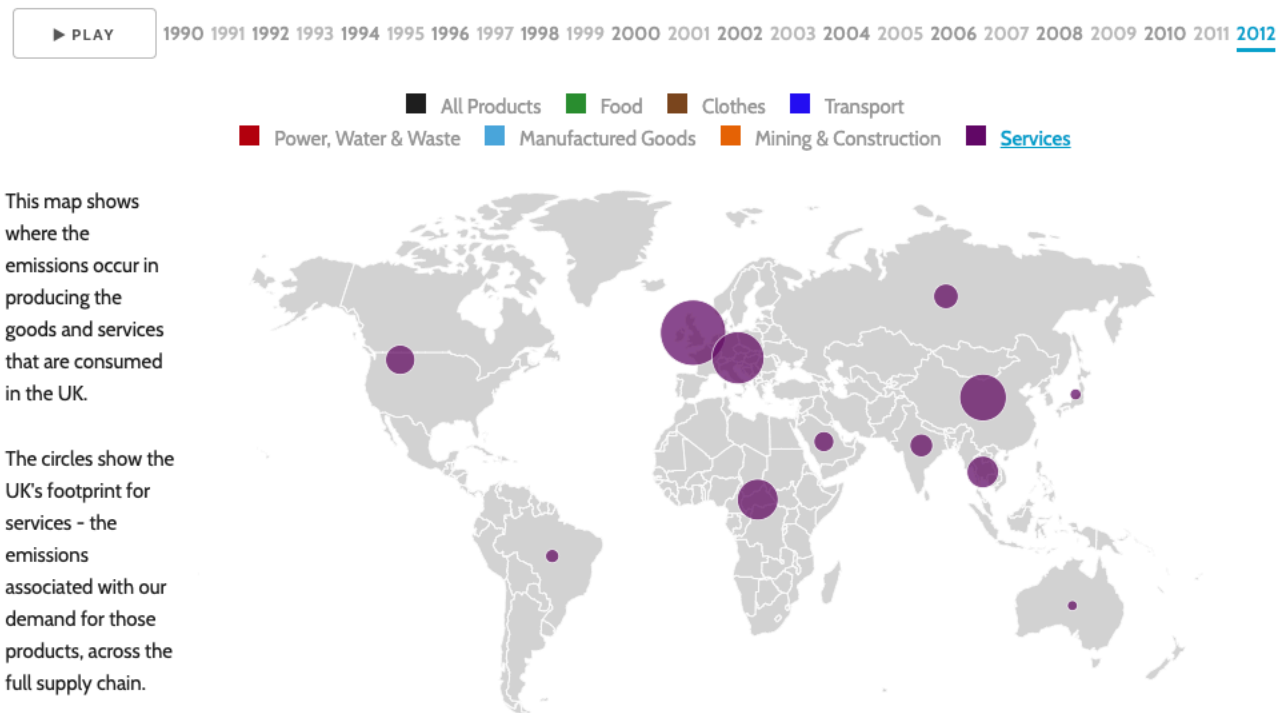 PLAY 1990 1991 1992 1993 1994 1995 1996 1997 1998 1999 2000 2001 2002 2003 2004 2005 2006 2007 2008 2009 2010 2011 2012
All Products Food Clothes Transport
Power, Water & Waste Manufactured Goods Mining & Construction Services
This map shows
where the
emissions occur in
producing the
goods and services
that are consumed
in the UK.
The circles show the
UK's footprint for
services - the
emissions
associated with our
demand for those
products, across the
full supply chain.